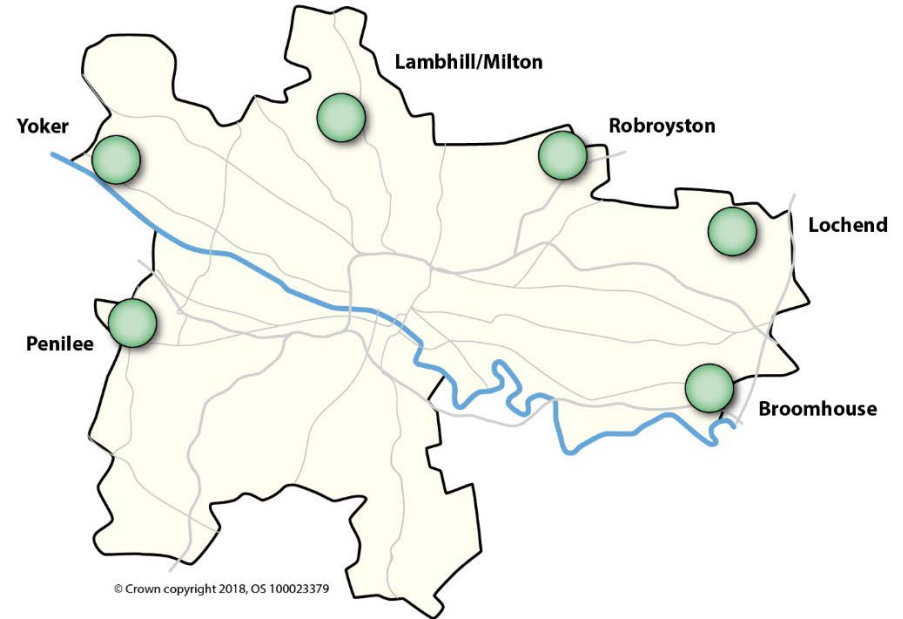 Lambhill/Milton
Yoker
Robroyston
Lochend
Penilee
Broomhouse
© Crown copyright 2018, OS 100023379